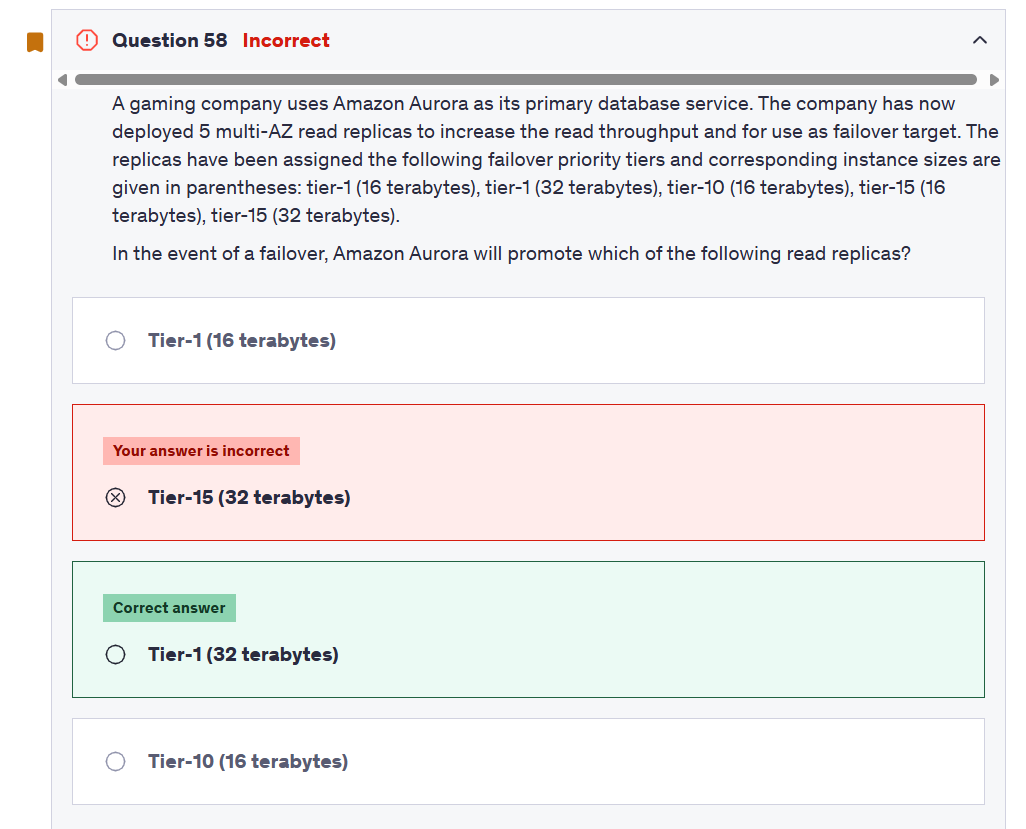 Question 58 Incorrect
A gaming company uses Amazon Aurora as its primary database service. The company has now
deployed 5 multi-AZ read replicas to increase the read throughput and for use as failover target. The
replicas have been assigned the following failover priority tiers and corresponding instance sizes are
given in parentheses: tier-1 (16 terabytes), tier-1 (32 terabytes), tier-10 (16 terabytes), tier-15 (16
terabytes), tier-15 (32 terabytes).
In the event of a failover, Amazon Aurora will promote which of the following read replicas?
Tier-1 (16 terabytes)
Your answer is incorrect
Tier-15 (32 terabytes)
Correct answer
Tier-1 (32 terabytes)
Tier-10 (16 terabytes)